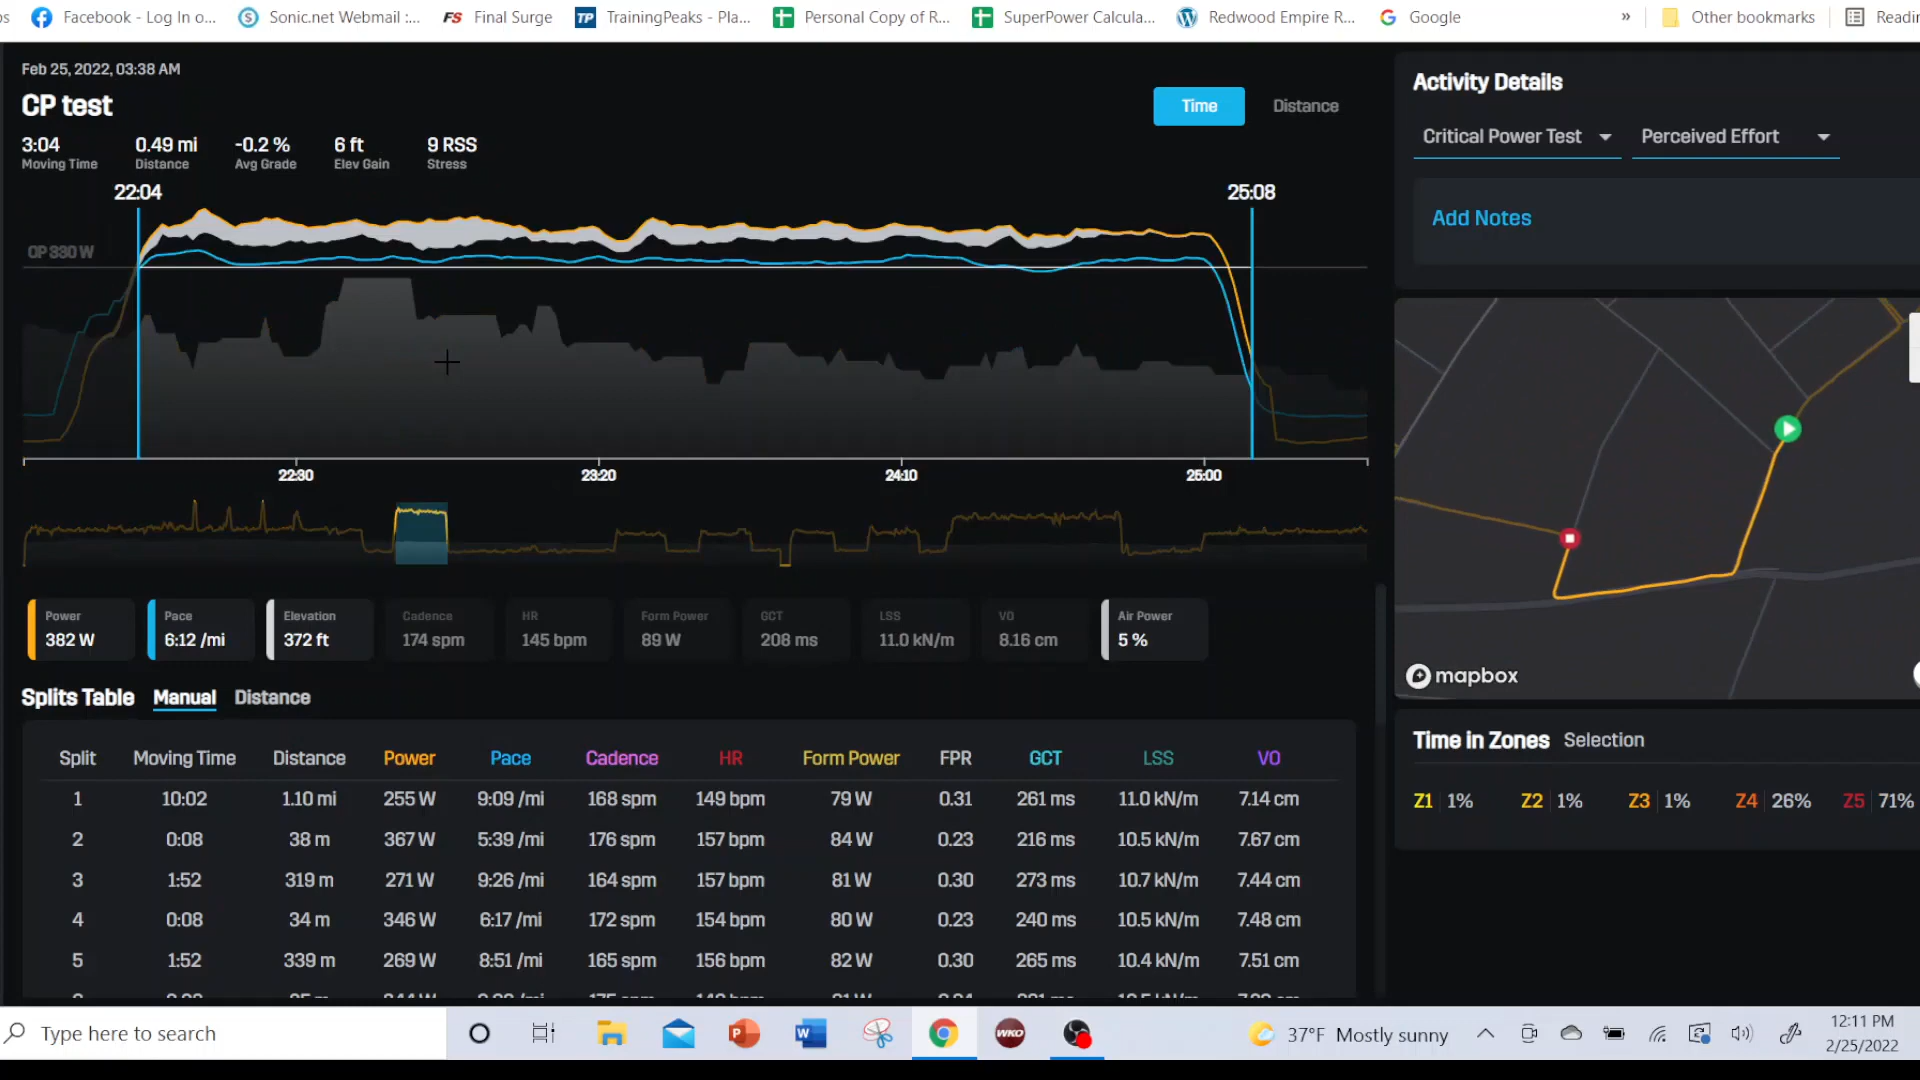 Facebook - Log In o...
Sonic.net Webmail :...
FS Final Surge
TP TrainingPeaks - Pla...
Personal Copy of R...
SuperPower Calcula...
Redwood Empire R...
Google
»
Other bookmarks
Feb 25, 2022, 03:38 AM
CP test
Time Distance
3:04 0.49 mi -0.2 % 6 ft 9 RSS
Moving Time Distance Avg Grade Elev Gain Stress
22:04 25:08
CP 330 W
22:30 23:20 24:10 25:00
Power Pace Elevation Cadence HR Form Power GCT LSS VO Air Power
382 W 6:12 /mi 372 ft 174 spm 145 bpm 89 W 208 ms 11.0 kN/m 8.16 cm 5 %
Splits Table Manual Distance
Split Moving Time Distance Power Pace Cadence HR Form Power FPR GCT LSS VO
1 10:02 1.10 mi 255 W 9:09 /mi 168 spm 149 bpm 79 W 0.31 261 ms 11.0 kN/m 7.14 cm
2 0:08 38 m 367 W 5:39 /mi 176 spm 157 bpm 84 W 0.23 216 ms 10.5 kN/m 7.67 cm
3 1:52 319 m 271 W 9:26 /mi 164 spm 157 bpm 81 W 0.30 273 ms 10.7 kN/m 7.44 cm
4 0:08 34 m 346 W 6:17 /mi 172 spm 154 bpm 80 W 0.23 240 ms 10.5 kN/m 7.48 cm
5 1:52 339 m 269 W 8:51 /mi 165 spm 156 bpm 82 W 0.30 265 ms 10.4 kN/m 7.51 cm
Activity Details
Critical Power Test Perceived Effort
Add Notes
mapbox
Time in Zones Selection
Z1 1% Z2 1% Z3 1% Z4 26% Z5 71%
Type here to search
WKO
37°F Mostly sunny
12:11 PM
2/25/2022